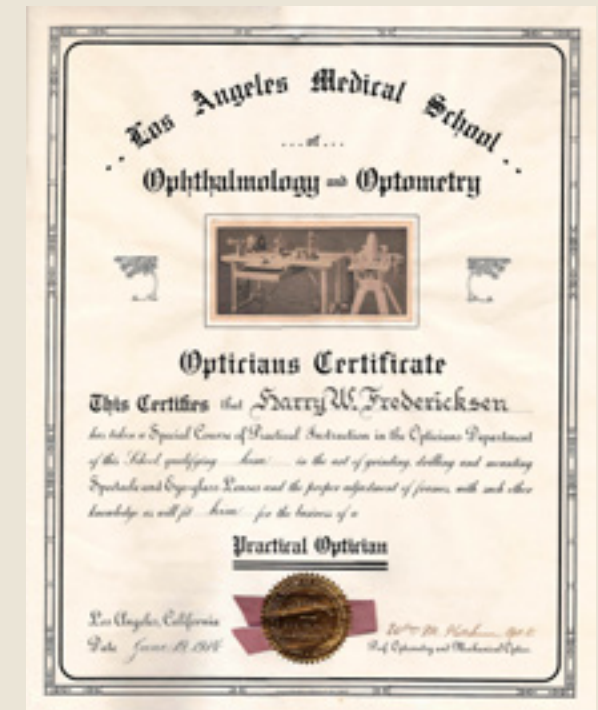 Los Angeles Medical School
of
Ophthalmology and Optometry
Opticians Certificate
This Certifies that Harry W. Fredericksen
has taken a Special Course of Practical Instruction in the Opticians Department
of this School qualifying him in the art of grinding, drilling and mounting
Spectacle and Eye-glass Lenses and the proper adjustment of frames, with such other
knowledge as will fit him for the business of a
Practical Optician
Los Angeles, California
Date June 19,
Prof. Optometry and Mechanical Optics